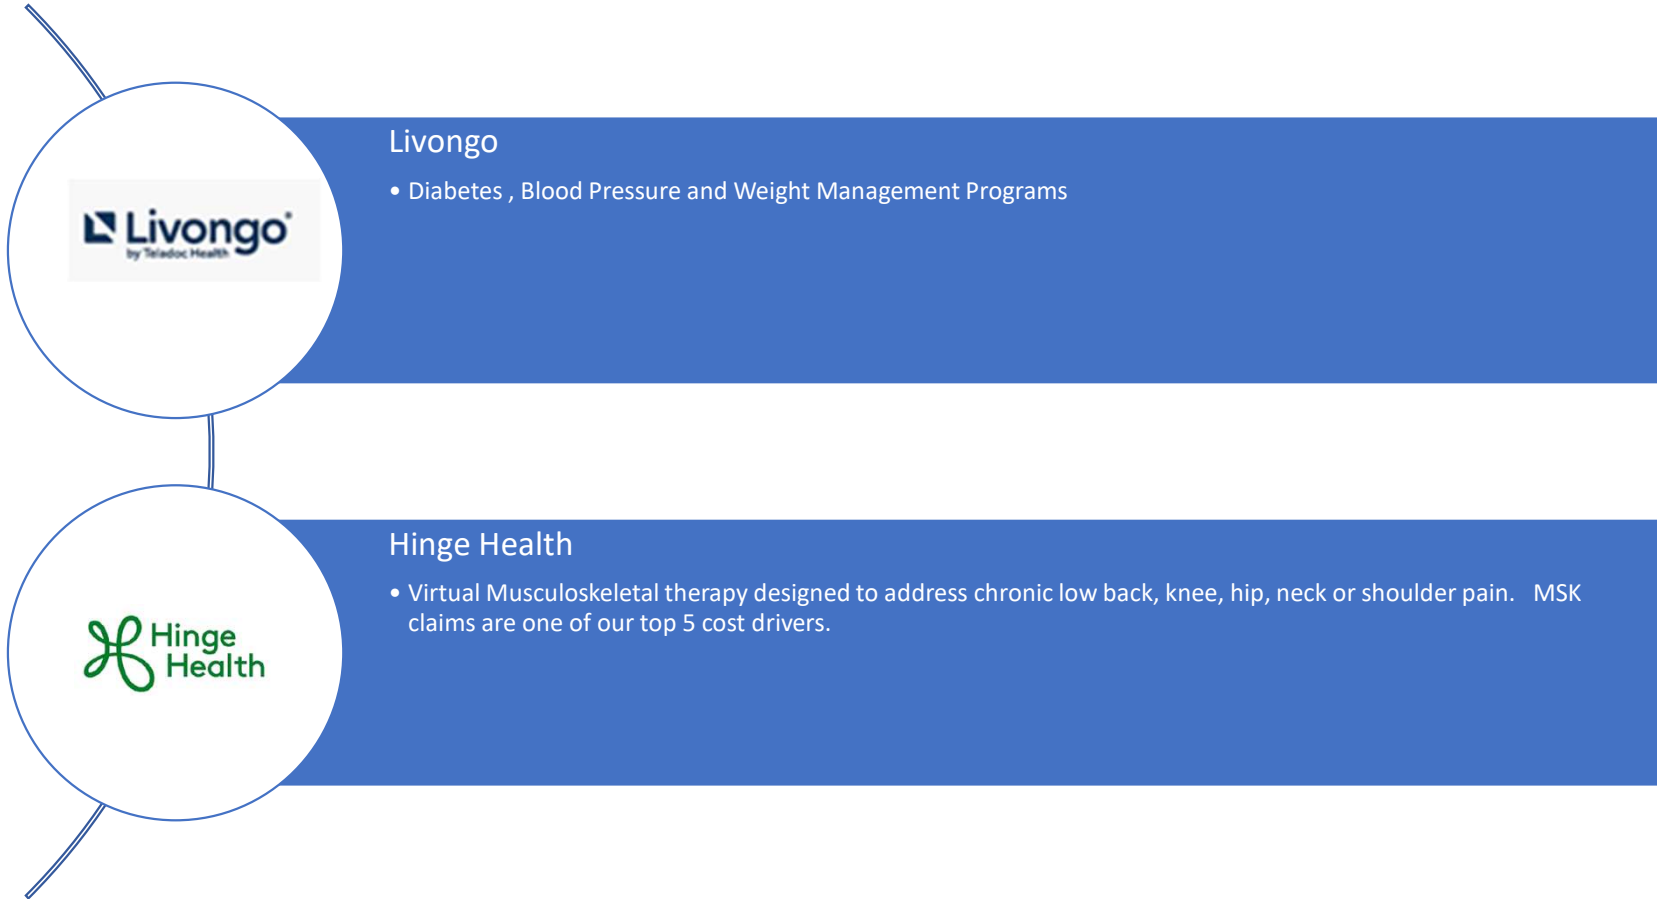 Livongo
• Diabetes , Blood Pressure and Weight Management Programs
Livongo®
by Teladoc Health
Hinge Health
• Virtual Musculoskeletal therapy designed to address chronic low back, knee, hip, neck or shoulder pain.   MSK
claims are one of our top 5 cost drivers.
Hinge
Health